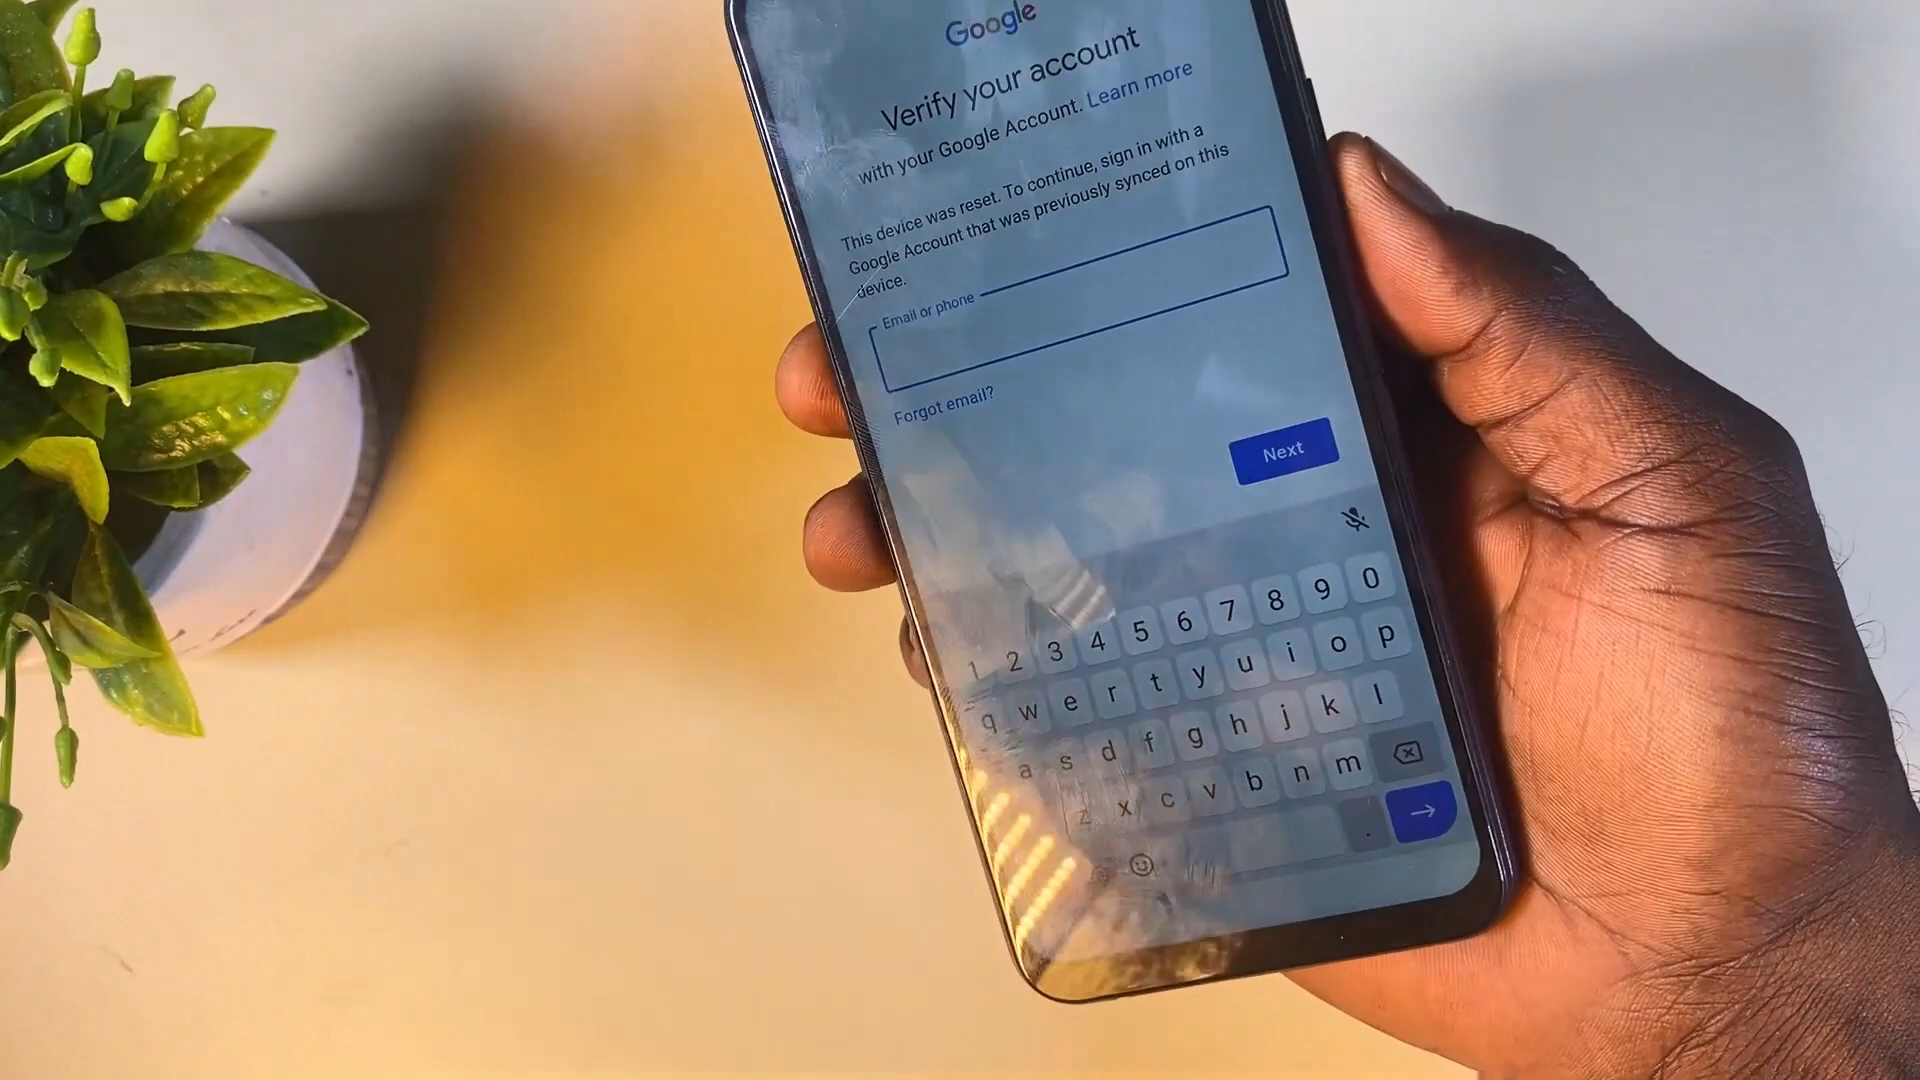 Google
Verify your account
with your Google Account. Learn more
This device was reset. To continue, sign in with a
Google Account that was previously synced on this
device.
Email or phone
Forgot email?
Next
1 2 3 4 5 6 7 8 9 0
q w e r t y u i o p
a s d f g h j k l
z x c v b n m
.